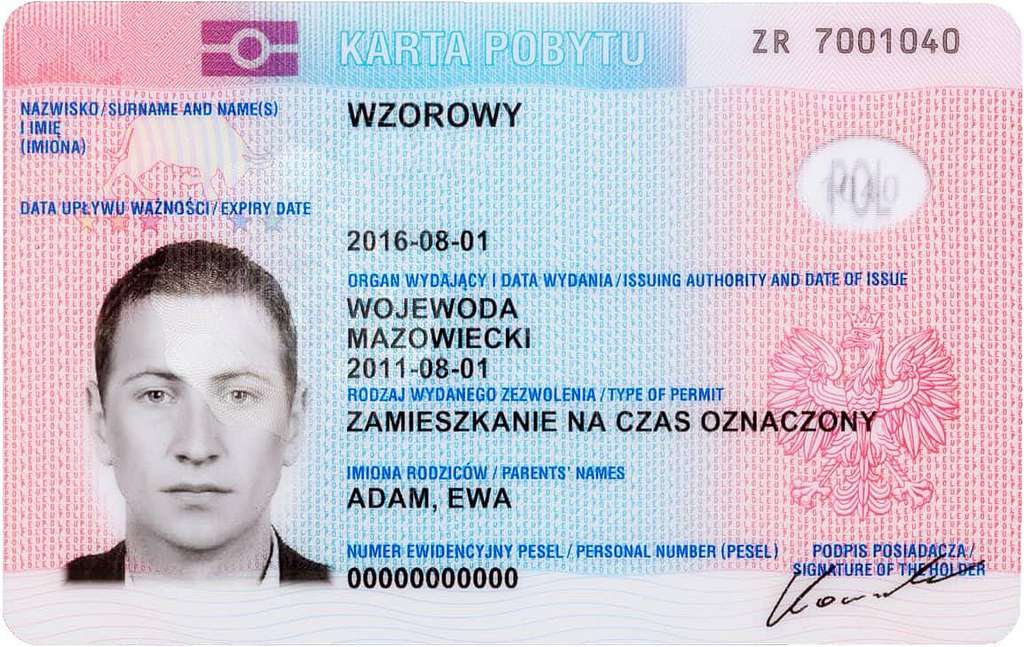 KARTA POBYTU
ZR 7001040
NAZWISKO / SURNAME AND NAME(S)
I IMIĘ
(IMIONA)
WZOROWY
POL
DATA UPŁYWU WAŻNOŚCI / EXPIRY DATE
2016-08-01
ORGAN WYDAJĄCY I DATA WYDANIA / ISSUING AUTHORITY AND DATE OF ISSUE
WOJEWODA
MAZOWIECKI
2011-08-01
RODZAJ WYDANEGO ZEZWOLENIA / TYPE OF PERMIT
ZAMIESZKANIE NA CZAS OZNACZONY
IMIONA RODZICÓW / PARENTS' NAMES
ADAM, EWA
NUMER EWIDENCYJNY PESEL / PERSONAL NUMBER (PESEL)
00000000000
PODPIS POSIADACZA /
SIGNATURE OF THE HOLDER